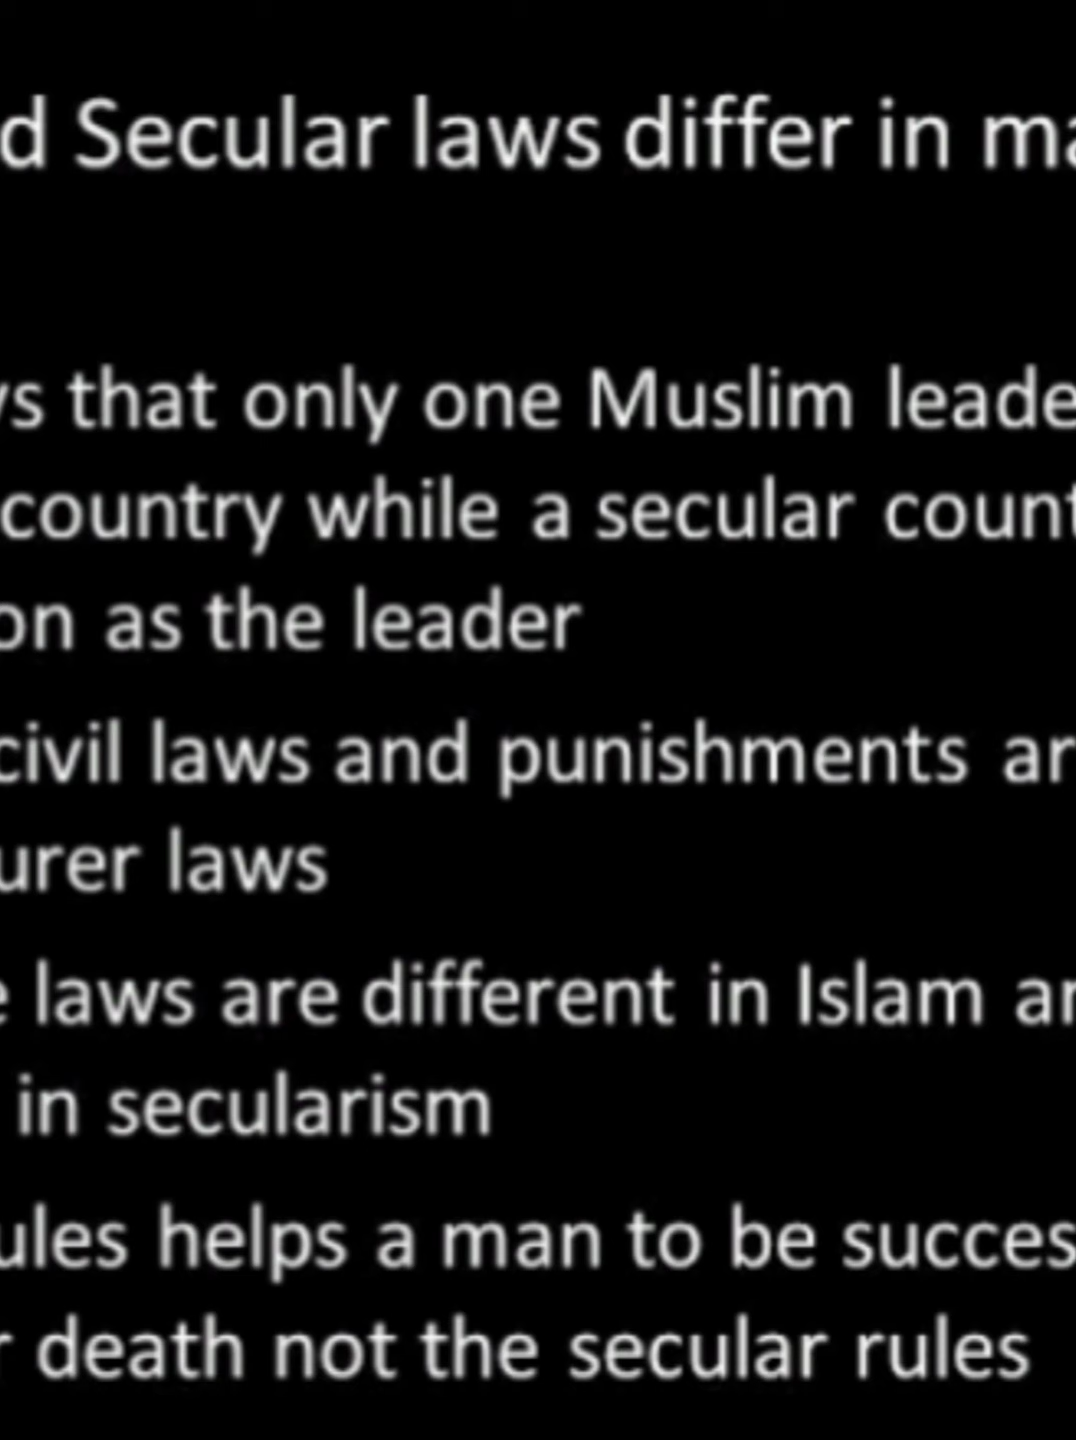 d Secular laws differ in ma
s that only one Muslim leade
country while a secular count
on as the leader
civil laws and punishments ar
urer laws
e laws are different in Islam an
in secularism
ules helps a man to be succes
r death not the secular rules